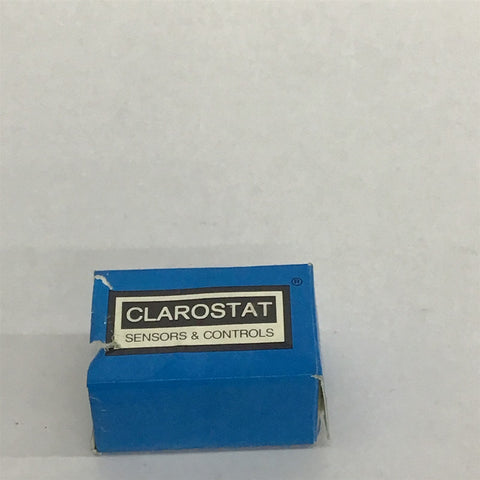 ®
CLAROSTAT
SENSORS & CONTROLS